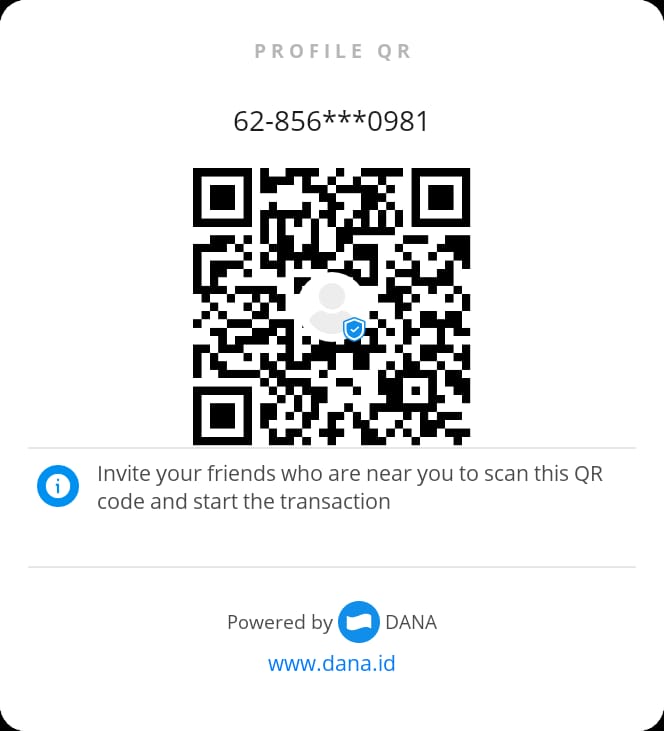 PROFILE QR
62-856***0981
Invite your friends who are near you to scan this QR
code and start the transaction
Powered by DANA
www.dana.id